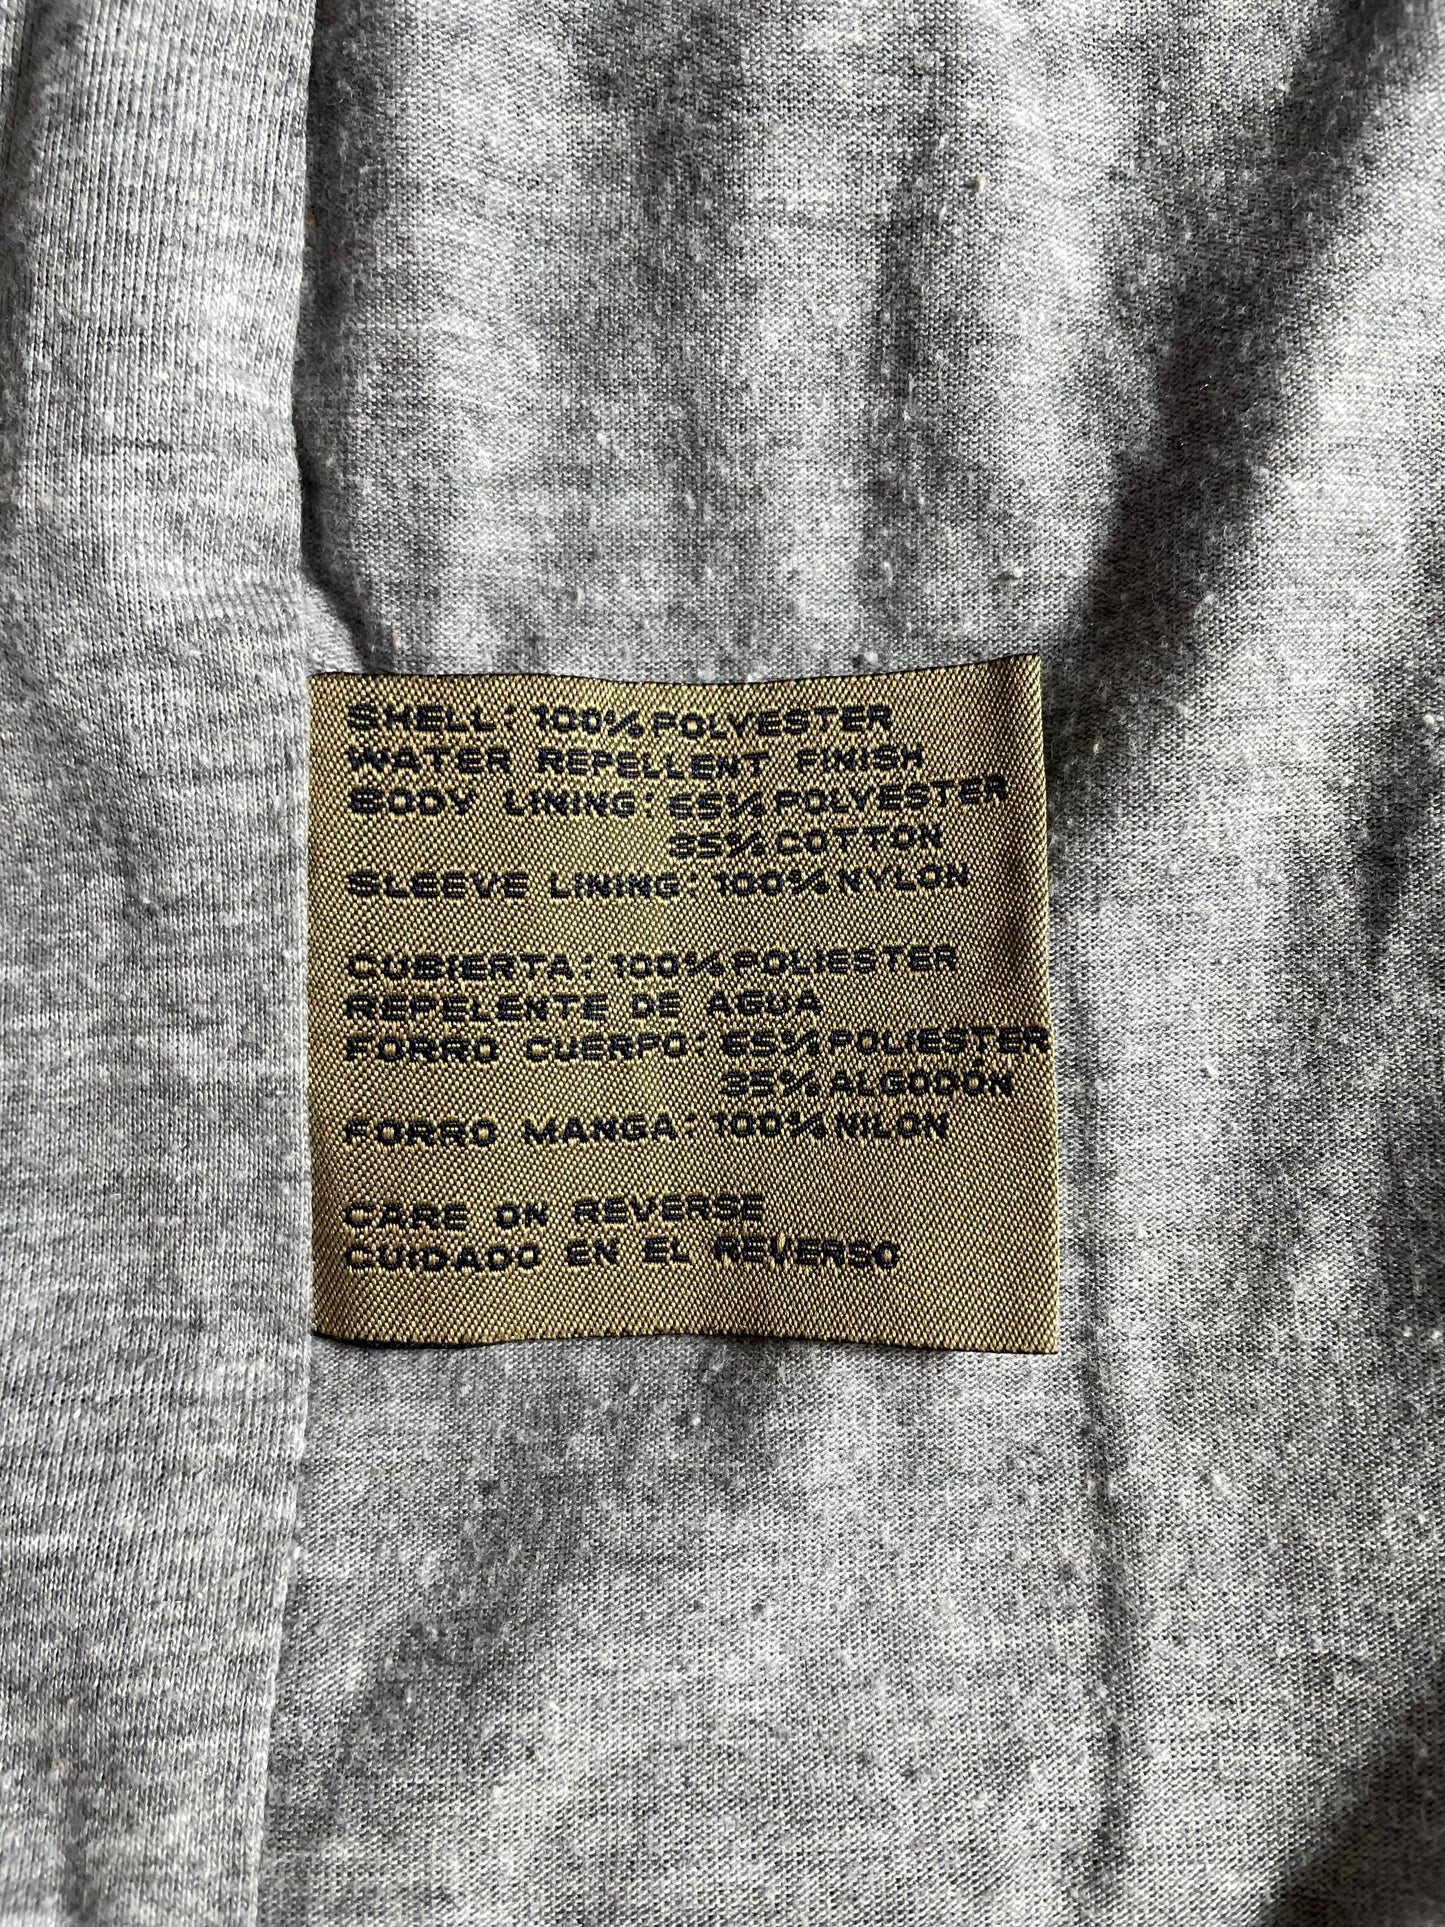 SHELL: 100% POLYESTER
WATER REPELLENT FINISH
BODY LINING: 65% POLYESTER
35% COTTON
SLEEVE LINING: 100% NYLON
CUBIERTA: 100% POLIESTER
REPELENTE DE AGUA
FORRO CUERPO: 65% POLIESTER
35% ALGODÓN
FORRO MANGA: 100% NILON
CARE ON REVERSE
CUIDADO EN EL REVERSO